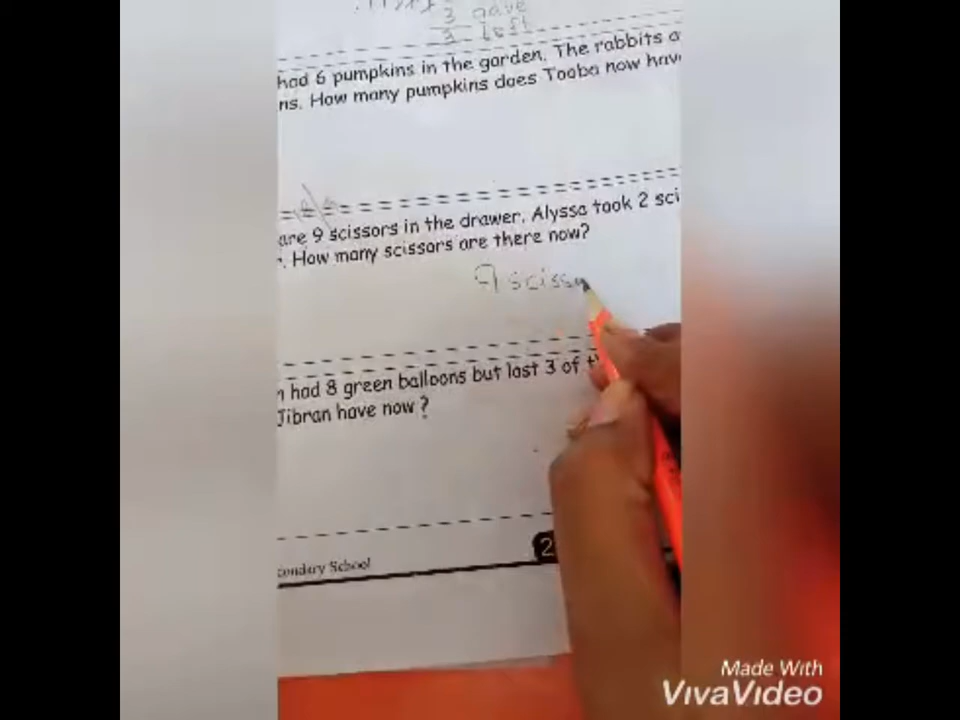 3 gave
3 left
had 6 pumpkins in the garden. The rabbits
ns. How many pumpkins does Tooba now hav
are 9 scissors in the drawer. Alyssa took 2 sci
. How many scissors are there now?
9 scisso
had 8 green balloons but lost 3 of t
Jibran have now?
condary School
2
Made With
VivaVideo